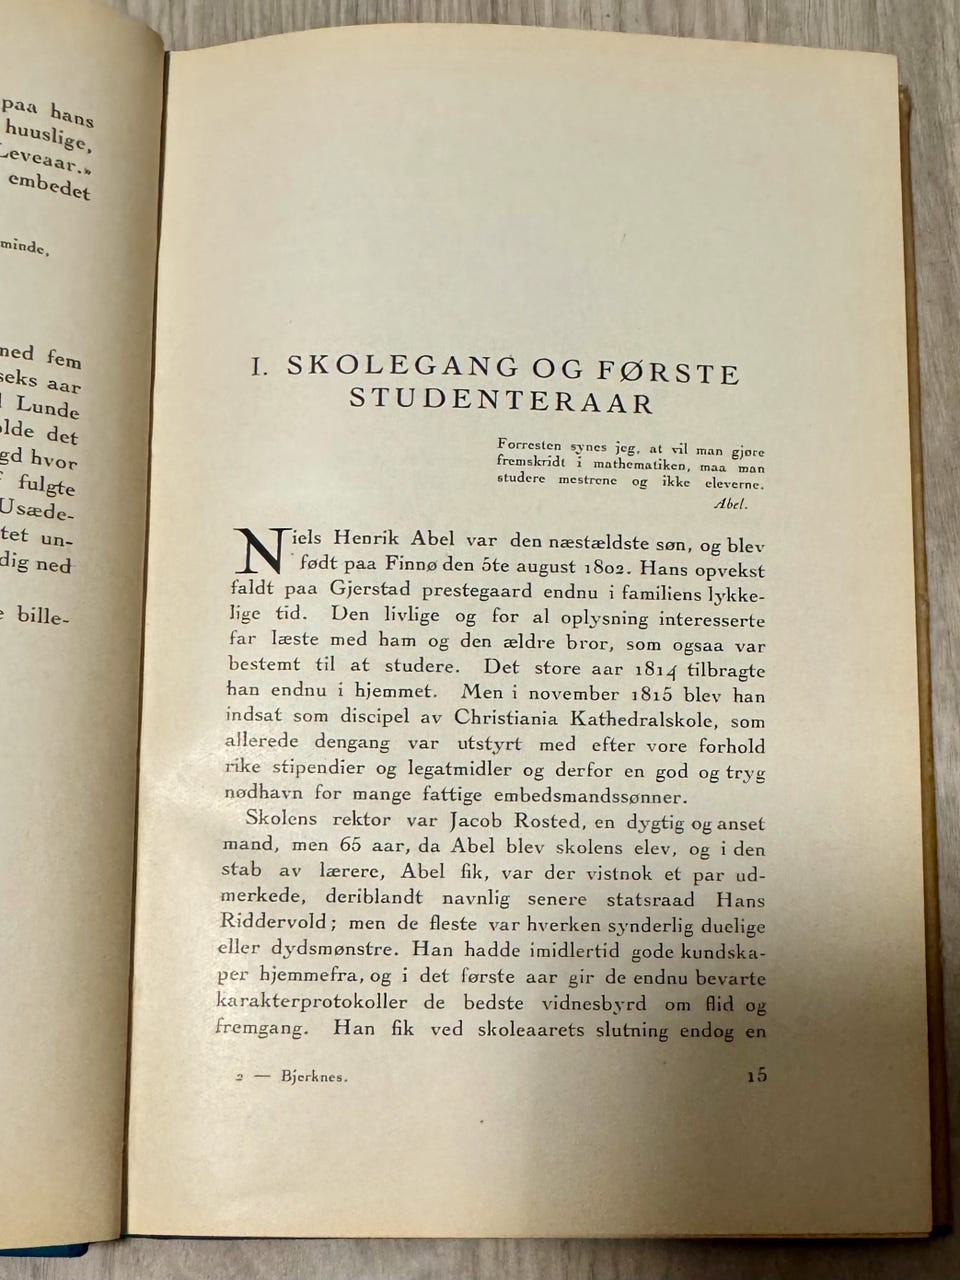 paa hans
huuslige,
Leveaar.»
embedet
minde,
fem
seks aar
Lunde
det
hvor
fulgte
Usæde-
tet un-
dig ned
bille-
I. SKOLEGANG OG FØRSTE
STUDENTERAAR
Forresten synes jeg, at vil man gjøre
fremskridt i mathematiken, maa man
studere mestrene og ikke eleverne.
Abel.
Niels Henrik Abel var den næstældste søn, og blev
født paa Finnø den 5te august 1802. Hans opvekst
faldt paa Gjerstad prestegaard endnu i familiens lykke-
lige tid. Den livlige og for al oplysning interesserte
far læste med ham og den ældre bror, som ogsaa var
bestemt til at studere. Det store aar 1814 tilbragte
han endnu i hjemmet. Men i november 1815 blev han
indsat som discipel av Christiania Kathedralskole, som
allerede dengang var utstyrt med efter vore forhold
rike stipendier og legatmidler og derfor en god og tryg
nødhavn for mange fattige embedsmandssønner.
Skolens rektor var Jacob Rosted, en dygtig og anset
mand, men 65 aar, da Abel blev skolens elev, og i den
stab av lærere, Abel fik, var der vistnok et par ud-
merkede, deriblandt navnlig senere statsraad Hans
Riddervold; men de fleste var hverken synderlig duelige
eller dydsmønstre. Han hadde imidlertid gode kundska-
per hjemmefra, og i det første aar gir de endnu bevarte
karakterprotokoller de bedste vidnesbyrd om flid og
fremgang. Han fik ved skoleaarets slutning endog en
2 — Bjerknes.
15